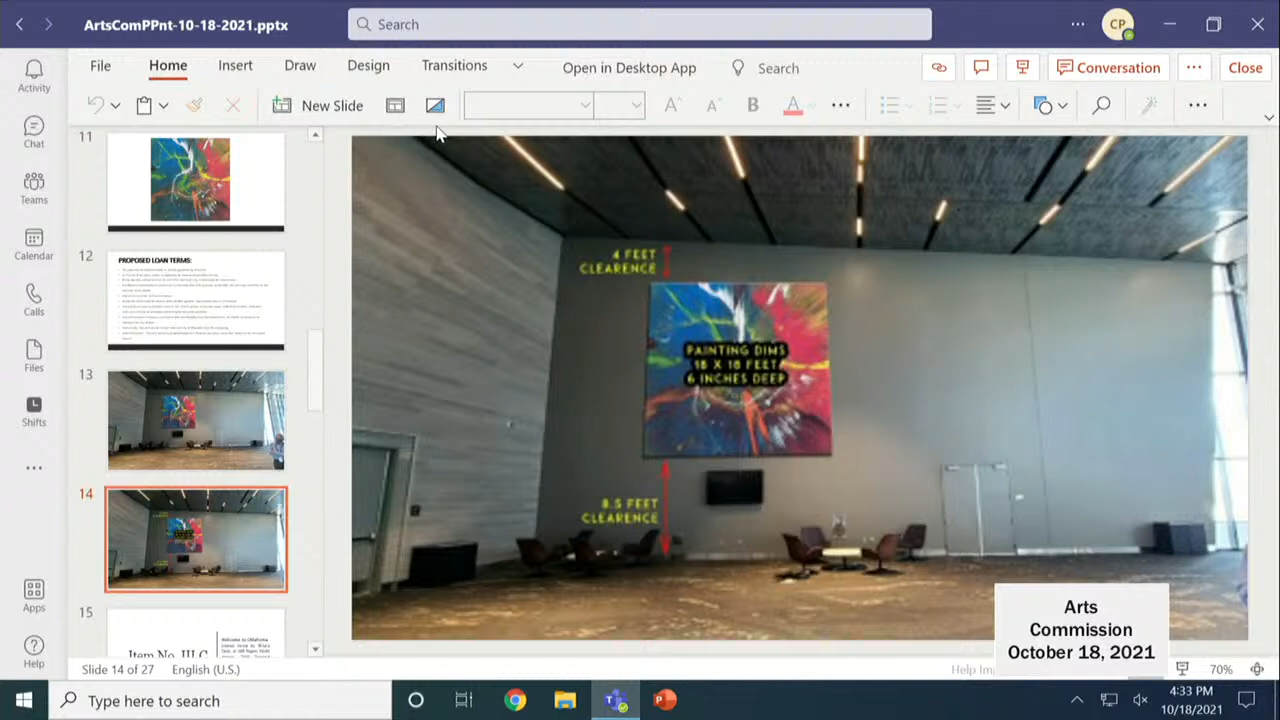 ArtsComPPnt-10-18-2021.pptx
Search
CP
File
Home
Insert
Draw
Design
Transitions
Open in Desktop App
Search
Conversation
Close
New Slide
B
Activity
Chat
Teams
Calendar
Calls
Files
Shifts
Apps
Help
11
12
PROPOSED LOAN TERMS:
13
14
15
Item No. III.C
4 FEET
CLEARENCE
PAINTING DIMS
18 X 18 FEET
6 INCHES DEEP
8.5 FEET
CLEARENCE
Arts
Commission
October 18, 2021
Slide 14 of 27
English (U.S.)
70%
Type here to search
4:33 PM
10/18/2021